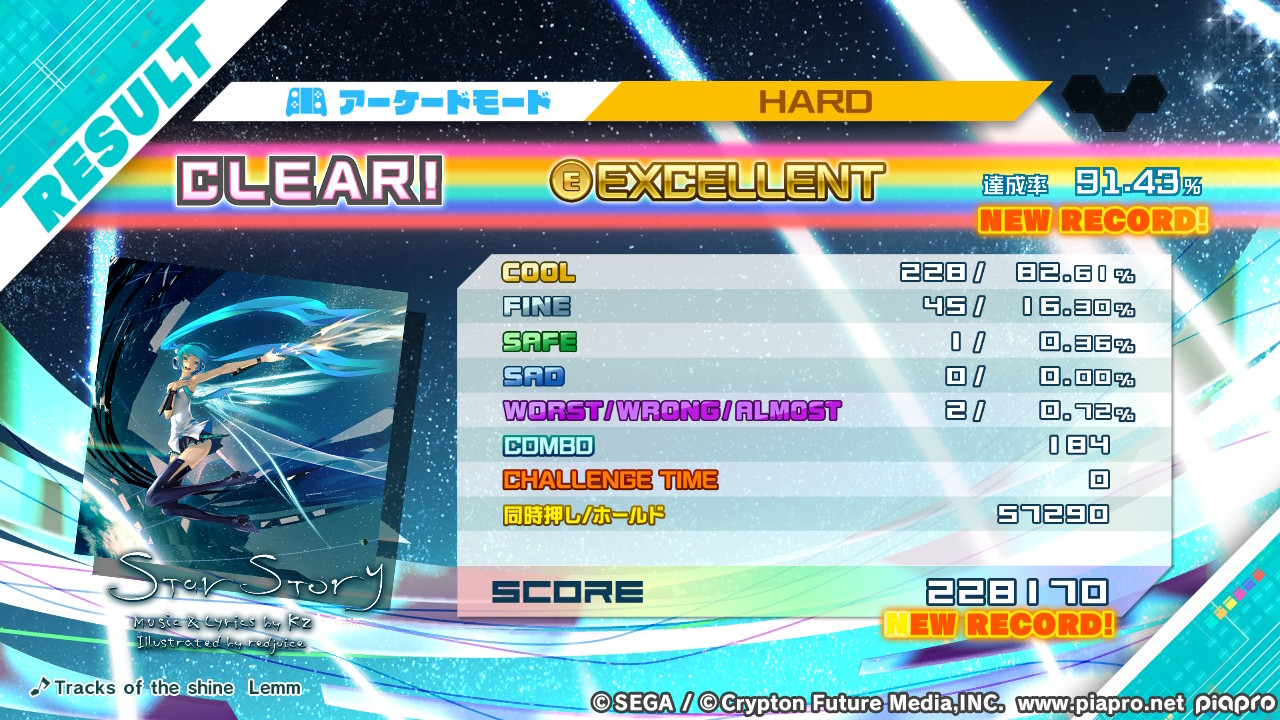 RESULT
アーケードモード HARD
CLEAR! E EXCELLENT 達成率 91.43%
NEW RECORD!
COOL 228/ 82.61%
FINE 45/ 16.30%
SAFE 1/ 0.36%
SAD 0/ 0.00%
WORST/WRONG/ALMOST 2/ 0.72%
COMBO 184
CHALLENGE TIME 0
同時押し/ホールド 57290
SCORE 228170
NEW RECORD!
Star Story
Music & Lyrics by Kz
Illustrated by redjuice
♪Tracks of the shine Lemm
©SEGA / ©Crypton Future Media,INC. www.piapro.net piapro